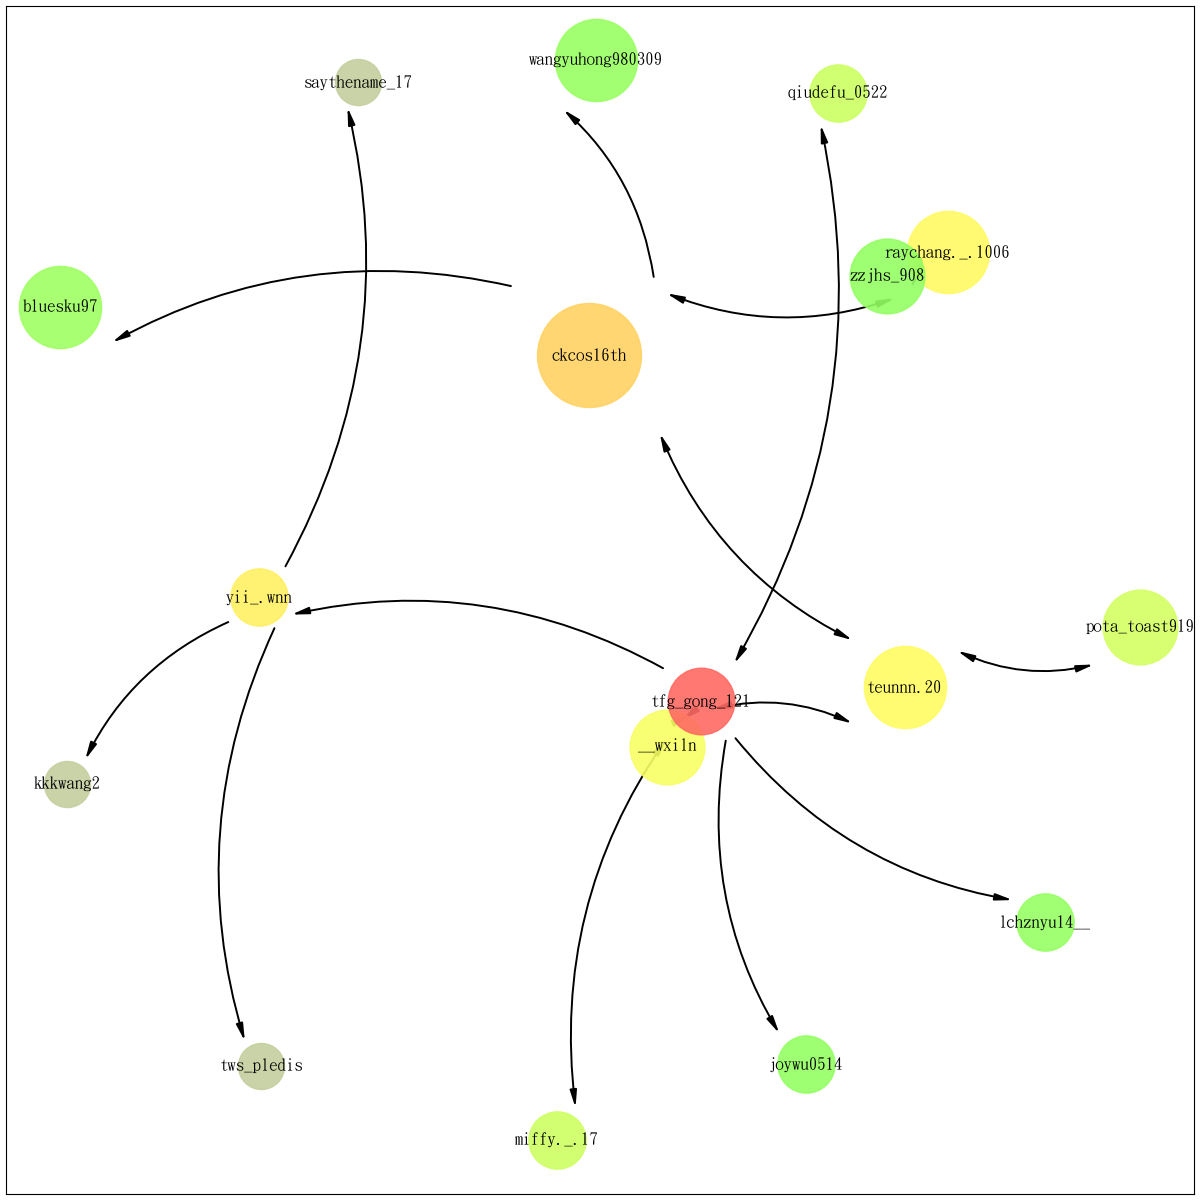 wangyuhong980309
saythename_17
qiudefu_0522
raychang._.1006
zzjhs_908
bluesku97
ckcos16th
yii_.wnn
pota_toast919
teunnn.20
tfg_gong_121
__wxiln
kkkwang2
lchznyu14__
joywu0514
tws_pledis
miffy._.17